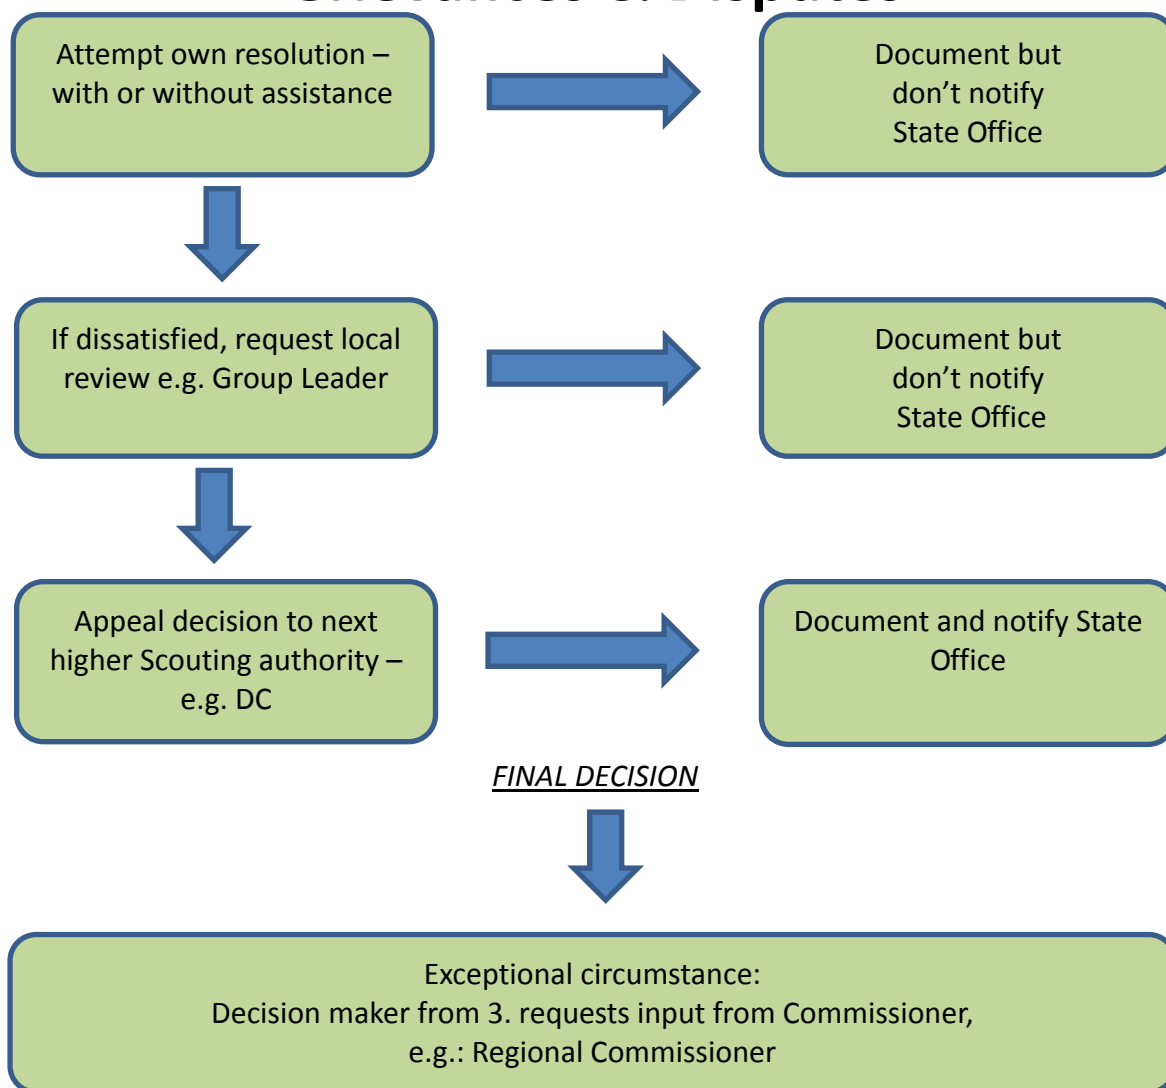 Attempt own resolution –
with or without assistance
Document but
don’t notify
State Office
If dissatisfied, request local
review e.g. Group Leader
Document but
don’t notify
State Office
Appeal decision to next
higher Scouting authority –
e.g. DC
Document and notify State
Office
FINAL DECISION
Exceptional circumstance:
Decision maker from 3. requests input from Commissioner,
e.g.: Regional Commissioner